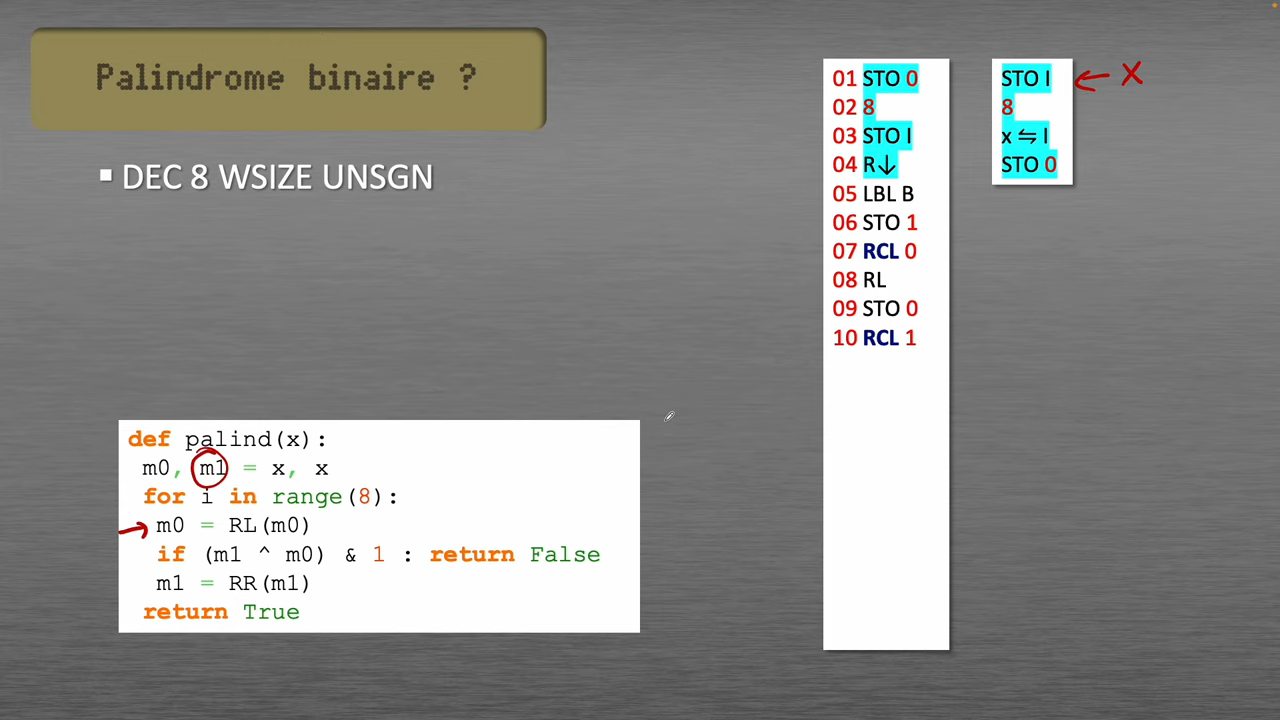 Palindrome binaire ?
▪ DEC 8 WSIZE UNSGN
def palind(x):
m0, m1 = x, x
for i in range(8):
m0 = RL(m0)
if (m1 ^ m0) & 1 : return False
m1 = RR(m1)
return True
01 STO 0
02 8
03 STO I
04 R↓
05 LBL B
06 STO 1
07 RCL 0
08 RL
09 STO 0
10 RCL 1
STO I ← X
8
x ⇋ I
STO 0